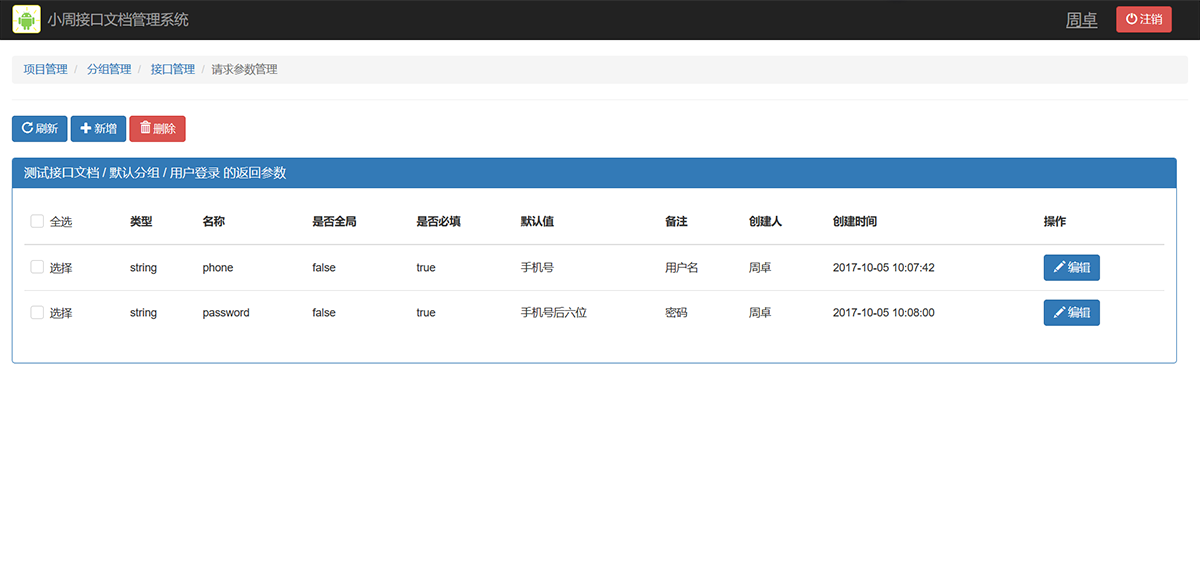 小周接口文档管理系统 周卓 注销
项目管理 / 分组管理 / 接口管理 / 请求参数管理
刷新 新增 删除
测试接口文档 / 默认分组 / 用户登录 的返回参数
全选 类型 名称 是否全局 是否必填 默认值 备注 创建人 创建时间 操作
选择 string phone false true 手机号 用户名 周卓 2017-10-05 10:07:42 编辑
选择 string password false true 手机号后六位 密码 周卓 2017-10-05 10:08:00 编辑